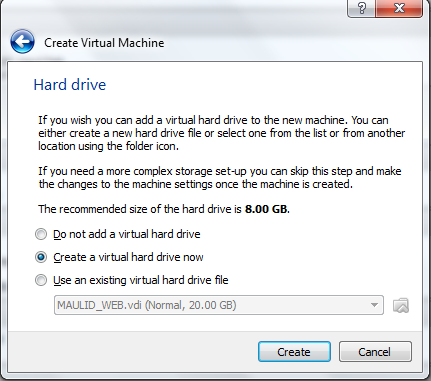 ?
Create Virtual Machine
Hard drive
If you wish you can add a virtual hard drive to the new machine. You can
either create a new hard drive file or select one from the list or from another
location using the folder icon.
If you need a more complex storage set-up you can skip this step and make
the changes to the machine settings once the machine is created.
The recommended size of the hard drive is 8.00 GB.
Do not add a virtual hard drive
Create a virtual hard drive now
Use an existing virtual hard drive file
MAULID_WEB.vdi (Normal, 20.00 GB)
Create
Cancel